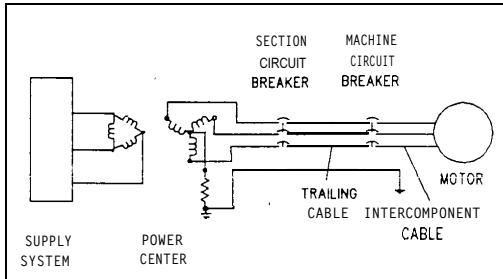 SECTION
CIRCUIT
BREAKER
MACHINE
CIRCUIT
BREAKER
MOTOR
TRAILING
CABLE
INTERCOMPONENT
CABLE
SUPPLY
SYSTEM
POWER
CENTER